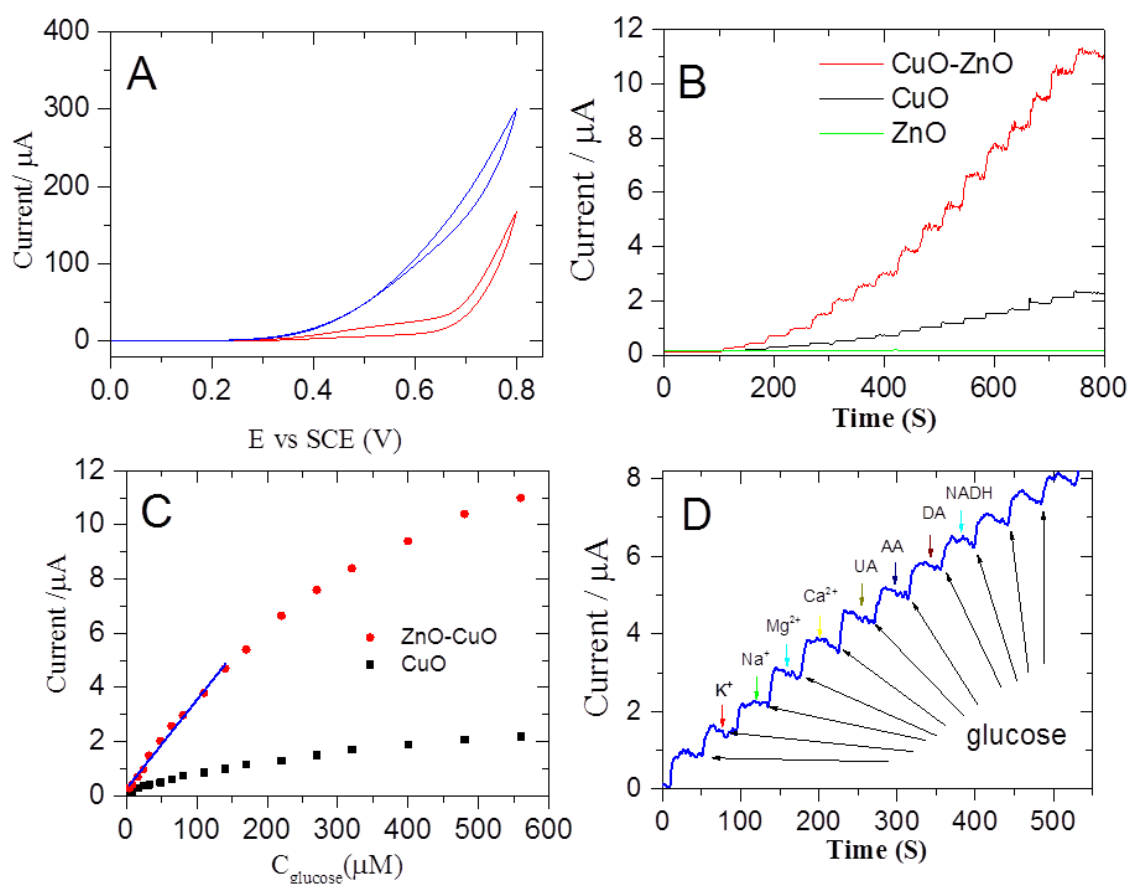 A
400
300
200
100
0
Current/ μA
0.0 0.2 0.4 0.6 0.8
E vs SCE (V)
B
CuO-ZnO
CuO
ZnO
12
10
8
6
4
2
0
Current / μA
0 200 400 600 800
Time (S)
C
12
10
8
6
4
2
0
Current /μA
ZnO-CuO
CuO
0 100 200 300 400 500 600
Cglucose(μM)
D
8
6
4
2
0
Current / μA
NADH
DA
AA
UA
Ca2+
Mg2+
Na+
K+
glucose
0 100 200 300 400 500
Time (S)